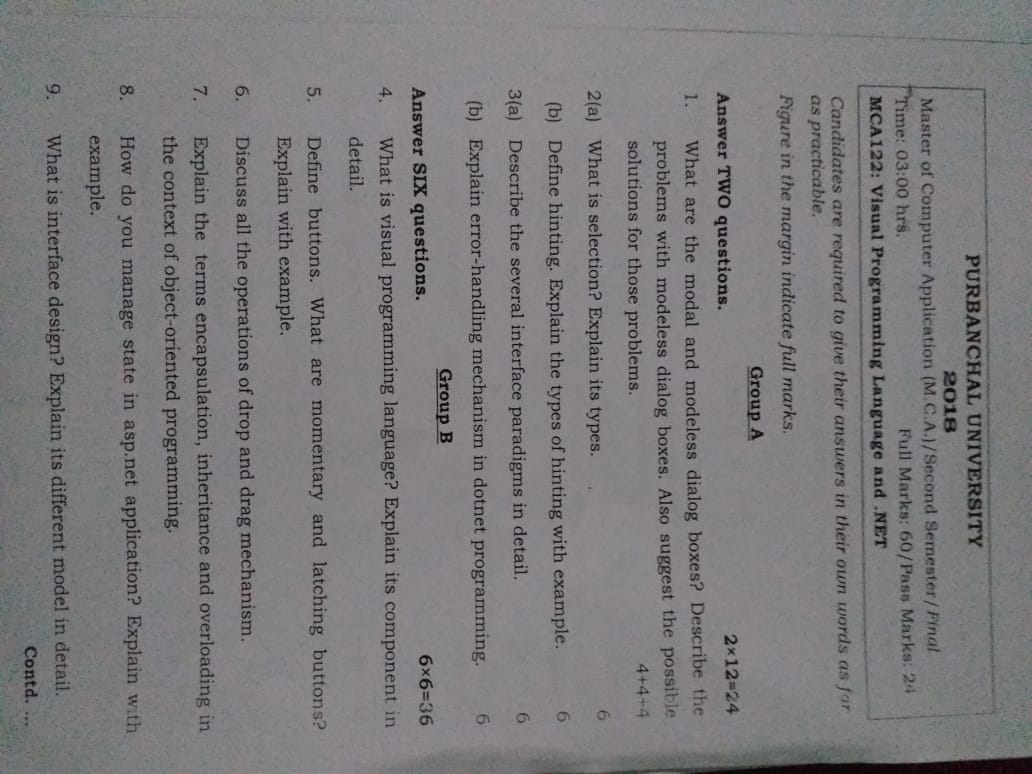 PURBANCHAL UNIVERSITY
2018
Master of Computer Application (M.C.A.)/Second Semester/Final
Time: 03:00 hrs. Full Marks: 60/Pass Marks: 24
MCA122: Visual Programming Language and .NET
Candidates are required to give their answers in their own words as far
as practicable.
Figure in the margin indicate full marks.
Group A
Answer TWO questions. 2×12=24
1. What are the modal and modeless dialog boxes? Describe the
problems with modeless dialog boxes. Also suggest the possible
solutions for those problems. 4+4+4
2(a) What is selection? Explain its types. 6
(b) Define hinting. Explain the types of hinting with example. 6
3(a) Describe the several interface paradigms in detail. 6
(b) Explain error-handling mechanism in dotnet programming. 6
Group B
Answer SIX questions. 6×6=36
4. What is visual programming language? Explain its component in
detail.
5. Define buttons. What are momentary and latching buttons?
Explain with example.
6. Discuss all the operations of drop and drag mechanism.
7. Explain the terms encapsulation, inheritance and overloading in
the context of object-oriented programming.
8. How do you manage state in asp.net application? Explain with
example.
9. What is interface design? Explain its different model in detail.
Contd. ...